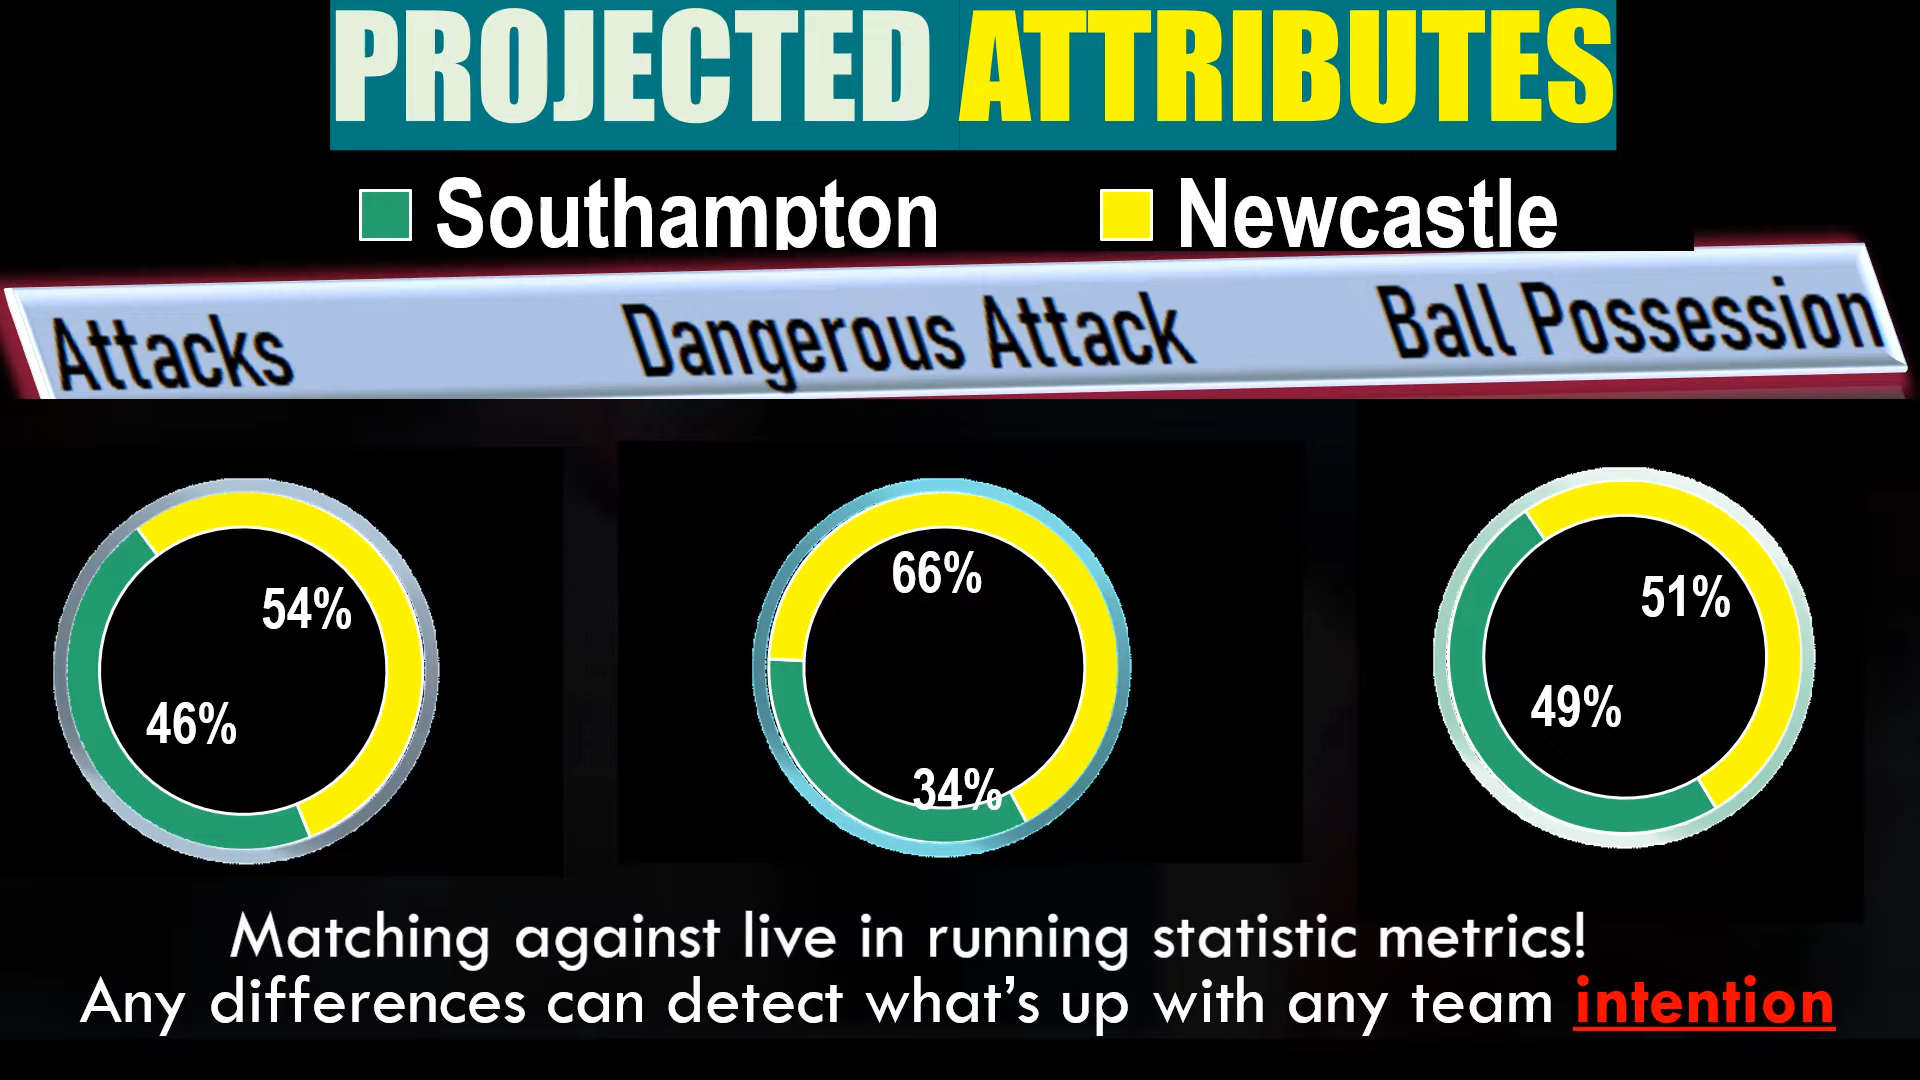 PROJECTED ATTRIBUTES
Southampton Newcastle
Attacks Dangerous Attack Ball Possession
54% 66% 51%
46% 34% 49%
Matching against live in running statistic metrics!
Any differences can detect what's up with any team intention